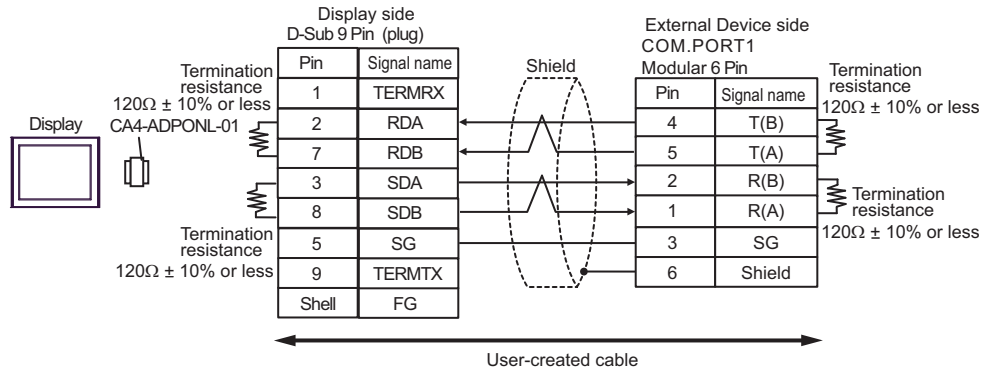 Display side
D-Sub 9 Pin (plug)
External Device side
COM.PORT1
Modular 6 Pin
Shield
Termination
resistance
120Ω ± 10% or less
CA4-ADPONL-01
Display
Termination
resistance
120Ω ± 10% or less
Pin Signal name
1 TERMRX
2 RDA
7 RDB
3 SDA
8 SDB
5 SG
9 TERMTX
Shell FG
Pin Signal name
4 T(B)
5 T(A)
2 R(B)
1 R(A)
3 SG
6 Shield
Termination
resistance
120Ω ± 10% or less
Termination
resistance
120Ω ± 10% or less
User-created cable